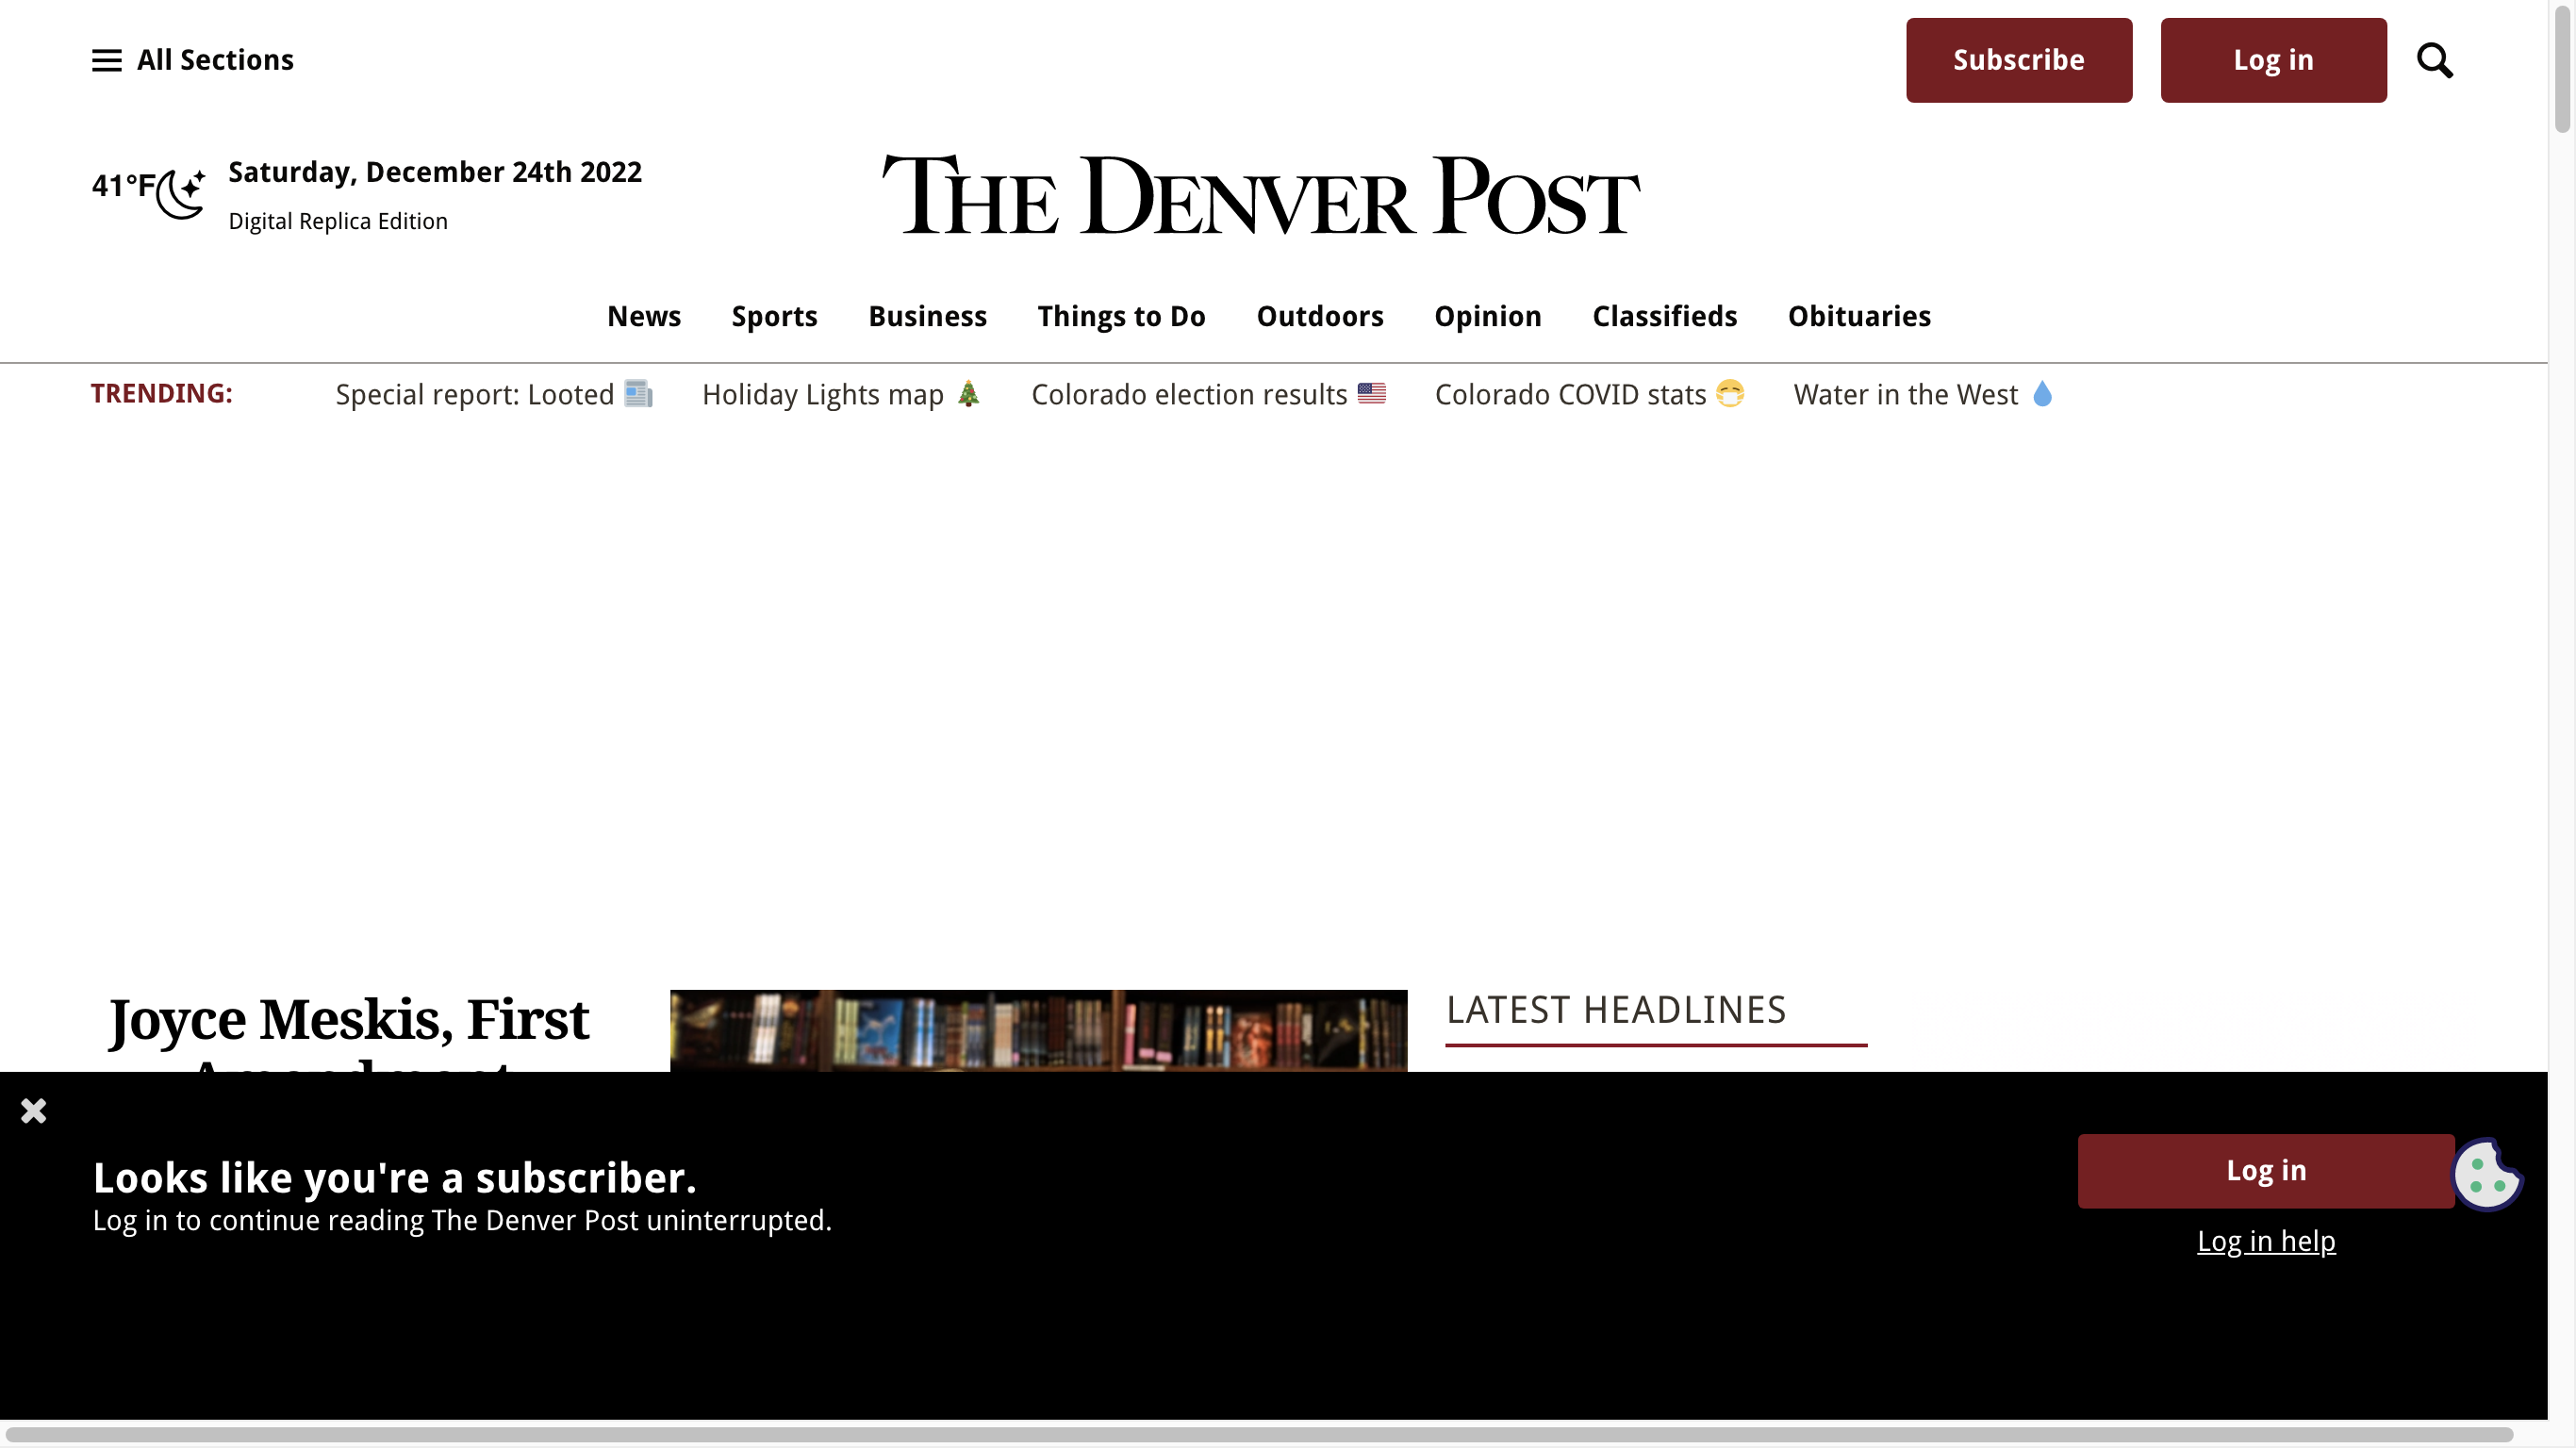 All Sections
Subscribe
Log in
41°F
Saturday, December 24th 2022
Digital Replica Edition
THE DENVER POST
News Sports Business Things to Do Outdoors Opinion Classifieds Obituaries
TRENDING: Special report: Looted 📰 Holiday Lights map 🎄 Colorado election results 🇺🇸 Colorado COVID stats 😷 Water in the West 💧
Joyce Meskis, First
LATEST HEADLINES
Looks like you're a subscriber.
Log in to continue reading The Denver Post uninterrupted.
Log in
Log in help